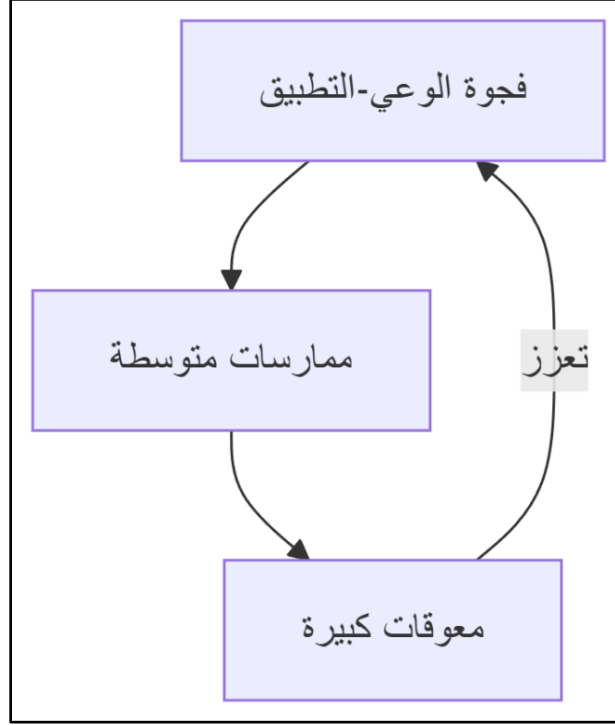 فجوة الوعي-التطبيق
ممارسات متوسطة
تعزز
معوقات كبيرة